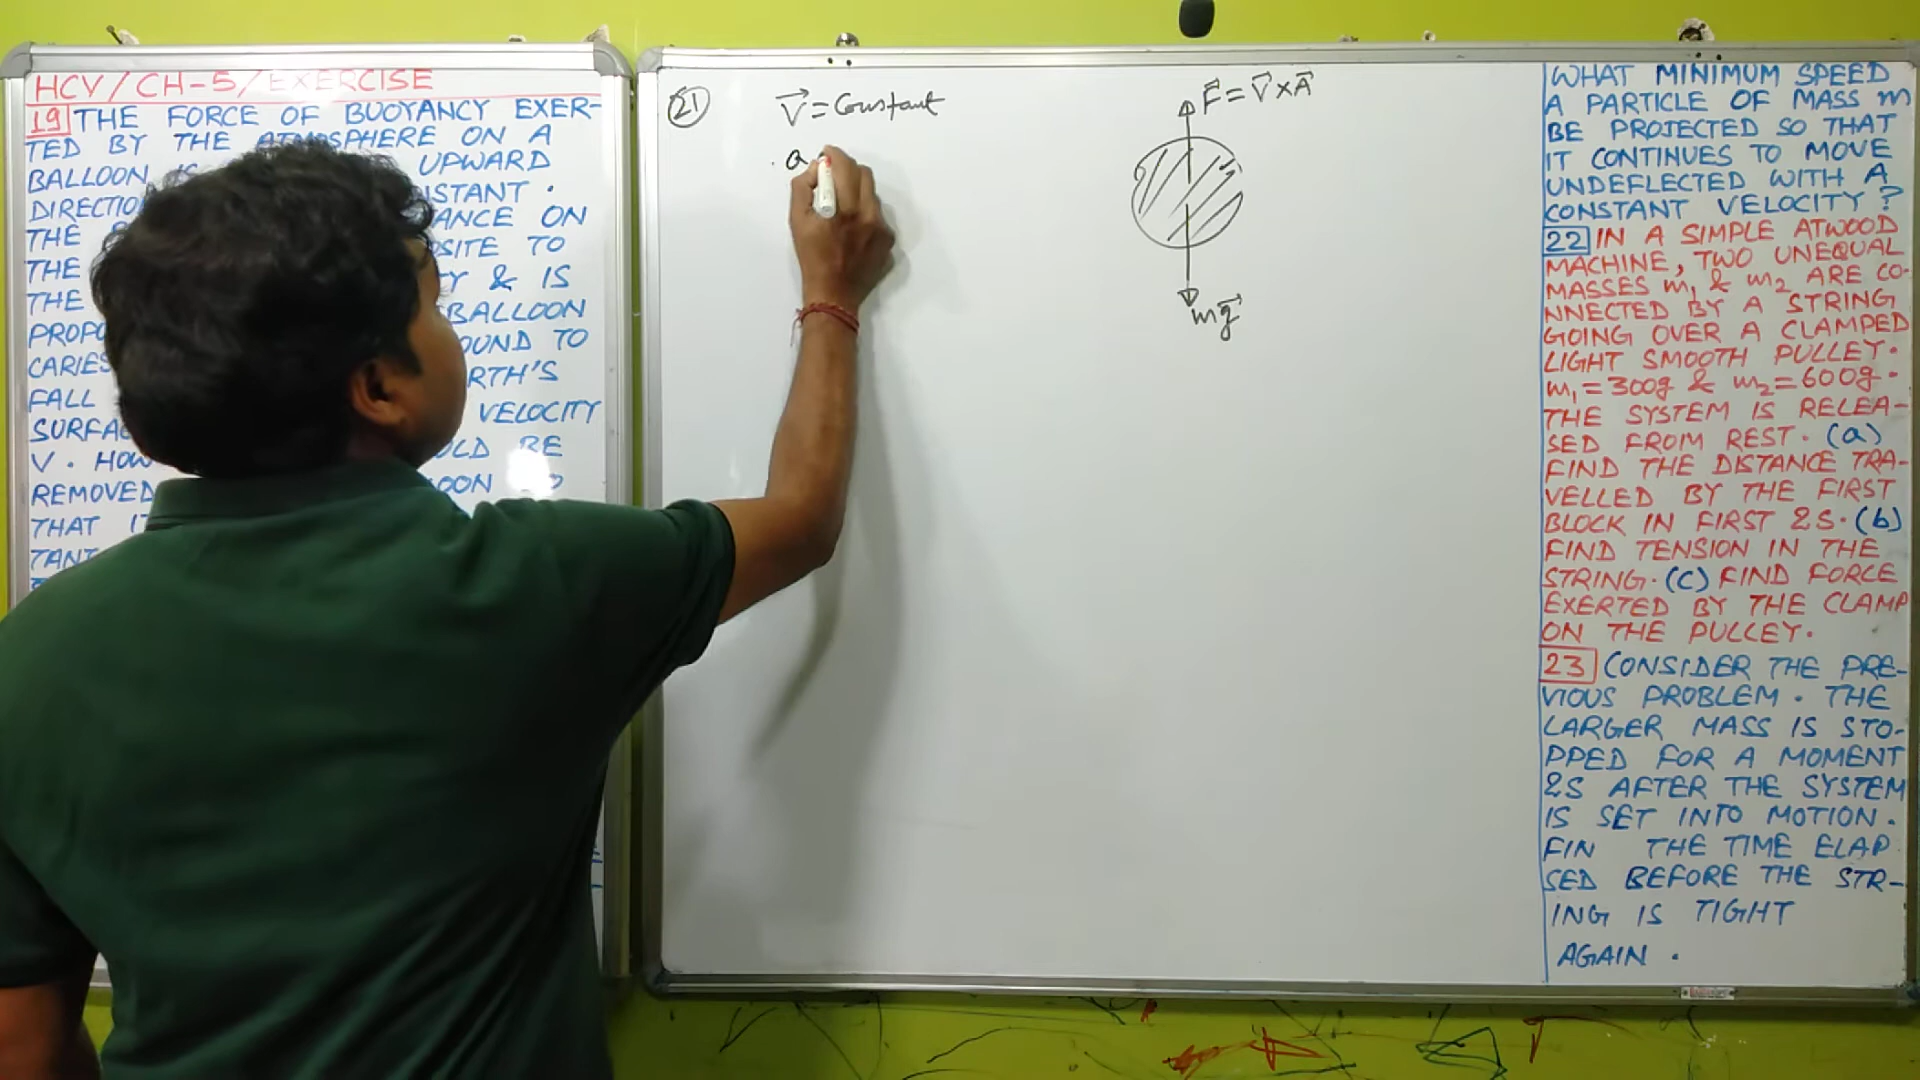 HCV/CH-5/EXERCISE
19 THE FORCE OF BUOYANCY EXER-
TED BY THE ATMOSPHERE ON A
BALLOON IS UPWARD
DIRECTIO STANT.
THE ANCE ON
THE OSITE TO
THE Y & IS
PROPO BALLOON
CARIES OUND TO
FALL RTH'S
SURFAC VELOCITY
V. HOW LD BE
REMOVED OON
THAT IT
TANT
21
V⃗ = Constant
a
F⃗ = V⃗ × A⃗
mg⃗
WHAT MINIMUM SPEED
A PARTICLE OF MASS m
BE PROJECTED SO THAT
IT CONTINUES TO MOVE
UNDEFLECTED WITH A
CONSTANT VELOCITY?
22 IN A SIMPLE ATWOOD
MACHINE, TWO UNEQUAL
MASSES m₁ & m₂ ARE CO-
NNECTED BY A STRING
GOING OVER A CLAMPED
LIGHT SMOOTH PULLEY.
m₁ = 300g & m₂ = 600g.
THE SYSTEM IS RELEA-
SED FROM REST. (a)
FIND THE DISTANCE TRA-
VELLED BY THE FIRST
BLOCK IN FIRST 2S. (b)
FIND TENSION IN THE
STRING. (C) FIND FORCE
EXERTED BY THE CLAMP
ON THE PULLEY.
23 CONSIDER THE PRE-
VIOUS PROBLEM. THE
LARGER MASS IS STO-
PPED FOR A MOMENT
2S AFTER THE SYSTEM
IS SET INTO MOTION.
FIN THE TIME ELAP
SED BEFORE THE STR-
ING IS TIGHT
AGAIN.